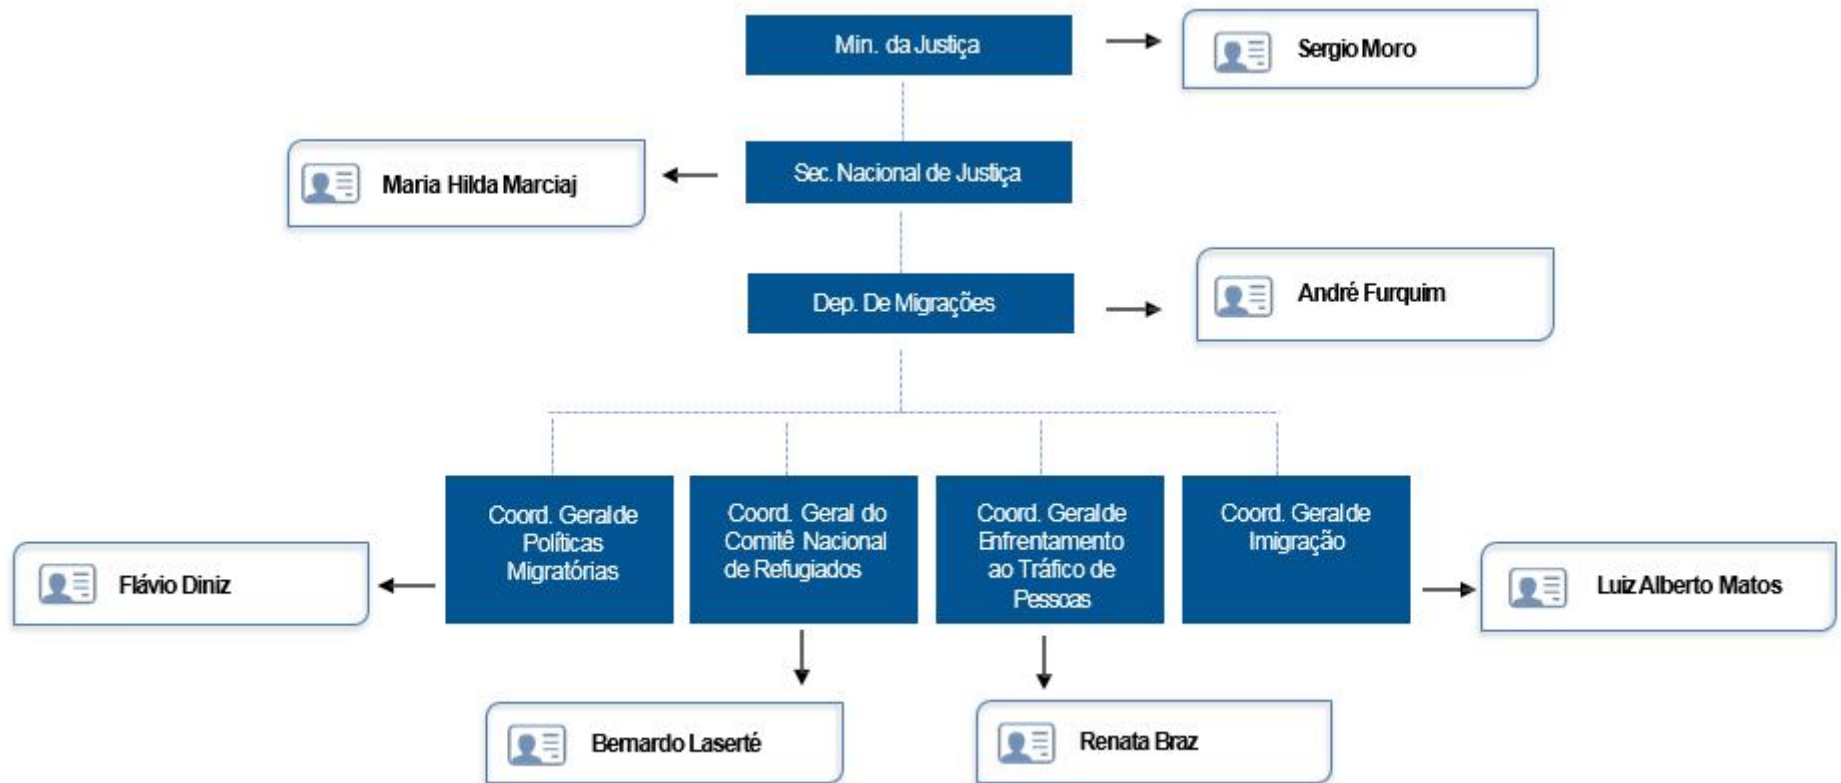 Min. da Justiça
Sergio Moro
Sec. Nacional de Justiça
Maria Hilda Marciaj
Dep. De Migrações
André Furquim
Coord. Geral de
Políticas
Migratórias
Coord. Geral do
Comitê Nacional
de Refugiados
Coord. Geral de
Enfrentamento
ao Tráfico de
Pessoas
Coord. Geral de
Imigração
Flávio Diniz
Luiz Alberto Matos
Bernardo Laserté
Renata Braz